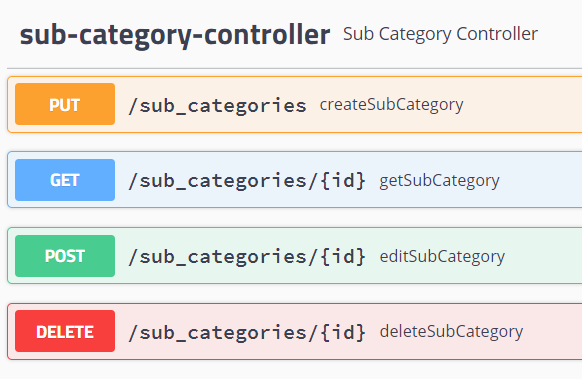 sub-category-controller Sub Category Controller
PUT /sub_categories createSubCategory
GET /sub_categories/{id} getSubCategory
POST /sub_categories/{id} editSubCategory
DELETE /sub_categories/{id} deleteSubCategory